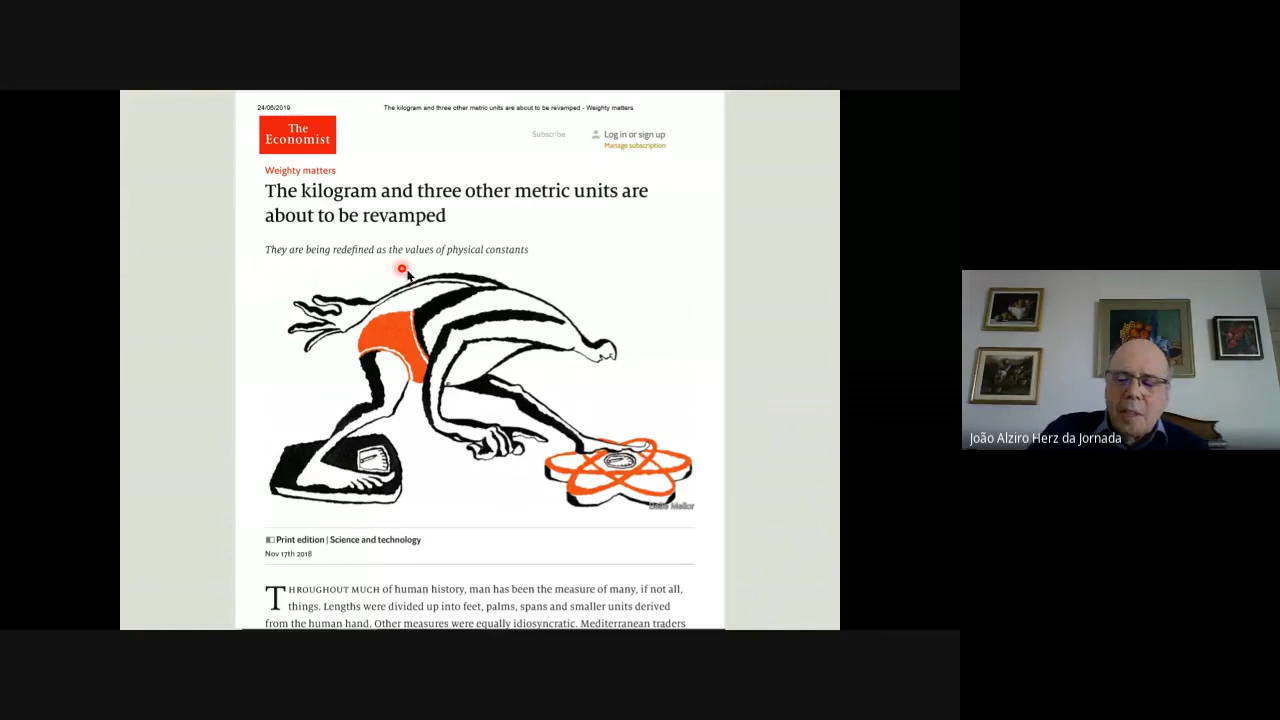 24/06/2019
The kilogram and three other metric units are about to be revamped - Weighty matters
The
Economist
Subscribe
Log in or sign up
Manage subscription
Weighty matters
The kilogram and three other metric units are
about to be revamped
They are being redefined as the values of physical constants
Mellor
Print edition | Science and technology
Nov 17th 2018
THROUGHOUT MUCH of human history, man has been the measure of many, if not all,
things. Lengths were divided up into feet, palms, spans and smaller units derived
from the human hand. Other measures were equally idiosyncratic. Mediterranean traders
João Alziro Herz da Jornada